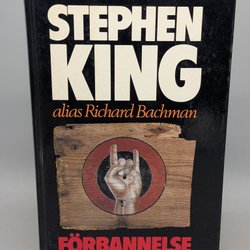 STEPHEN
KING
alias Richard Bachman
FÖRBANNELSE